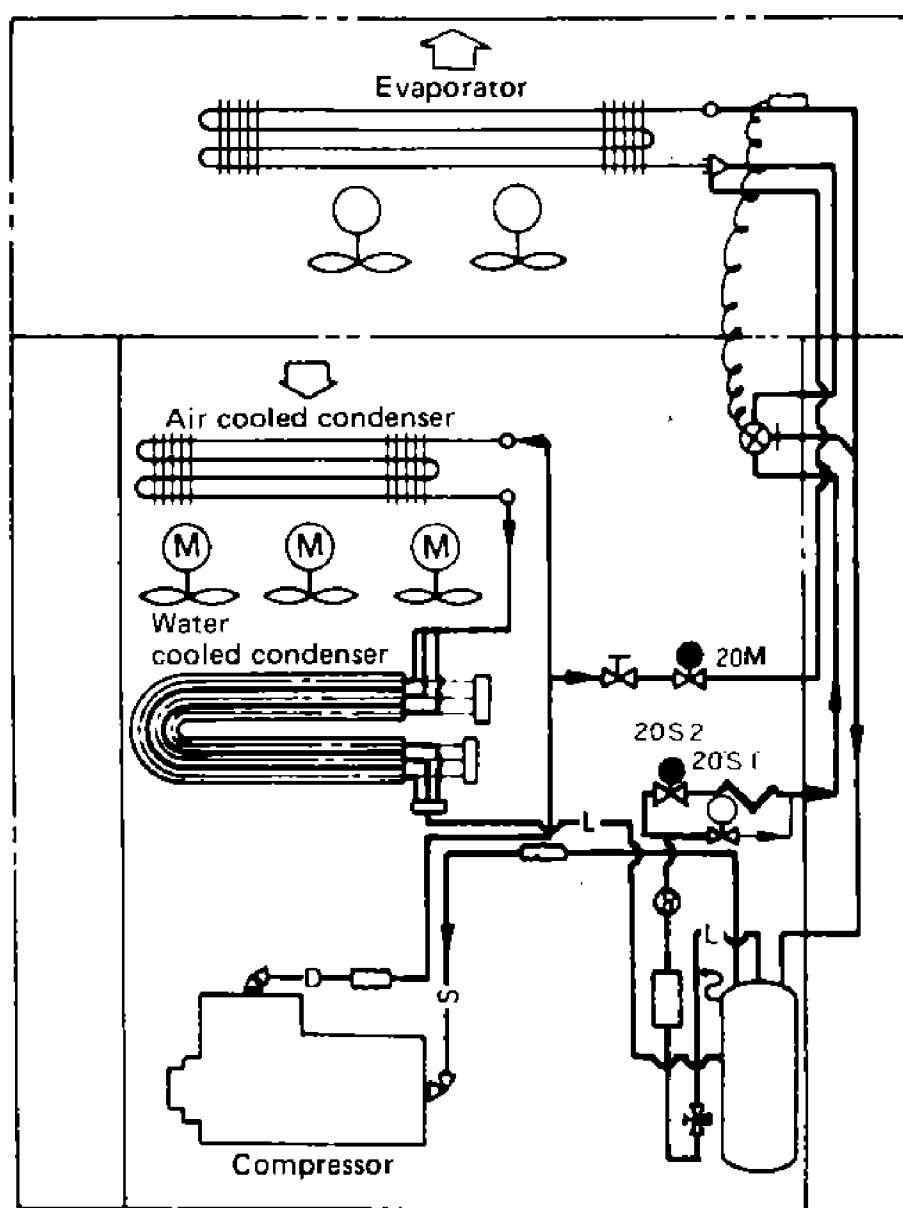 Evaporator
Air cooled condenser
M
M
M
Water
cooled condenser
20M
20S2
20S1
L
L
D
S
Compressor